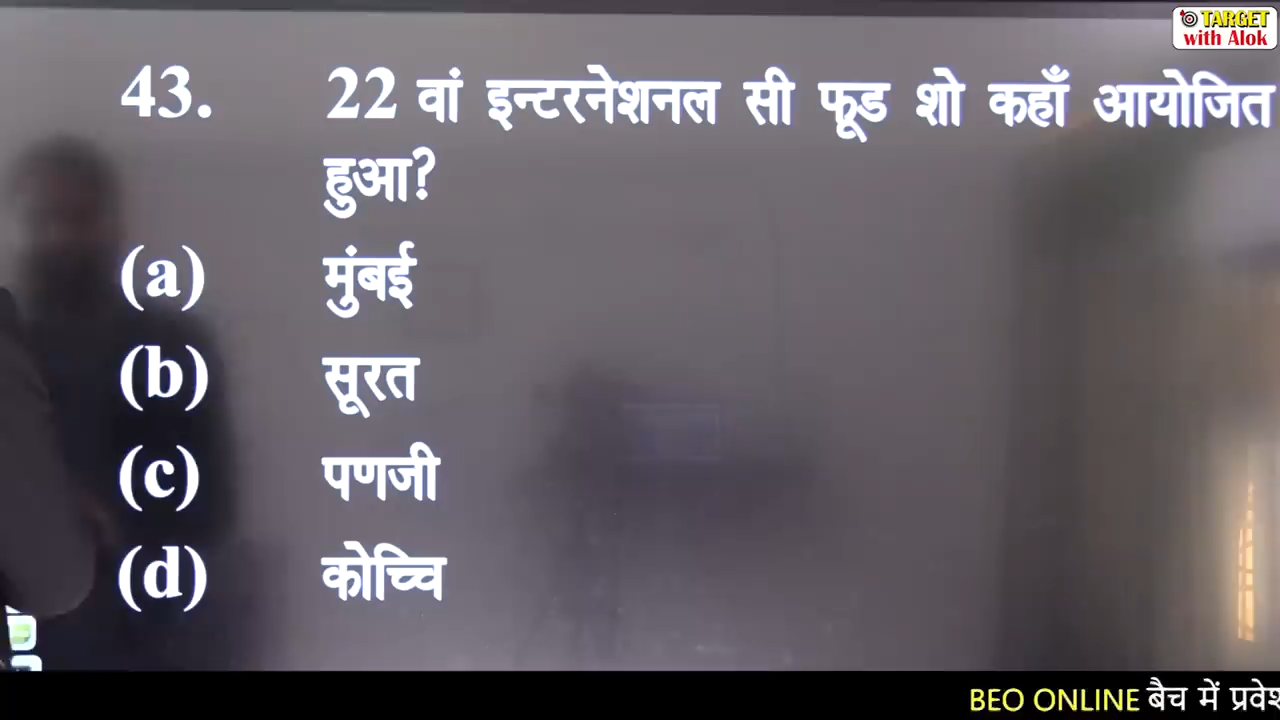 TARGET
with Alok
43. 22 वां इन्टरनेशनल सी फूड शो कहाँ आयोजित
हुआ?
(a) मुंबई
(b) सूरत
(c) पणजी
(d) कोच्चि
BEO ONLINE बैच में प्रवेश